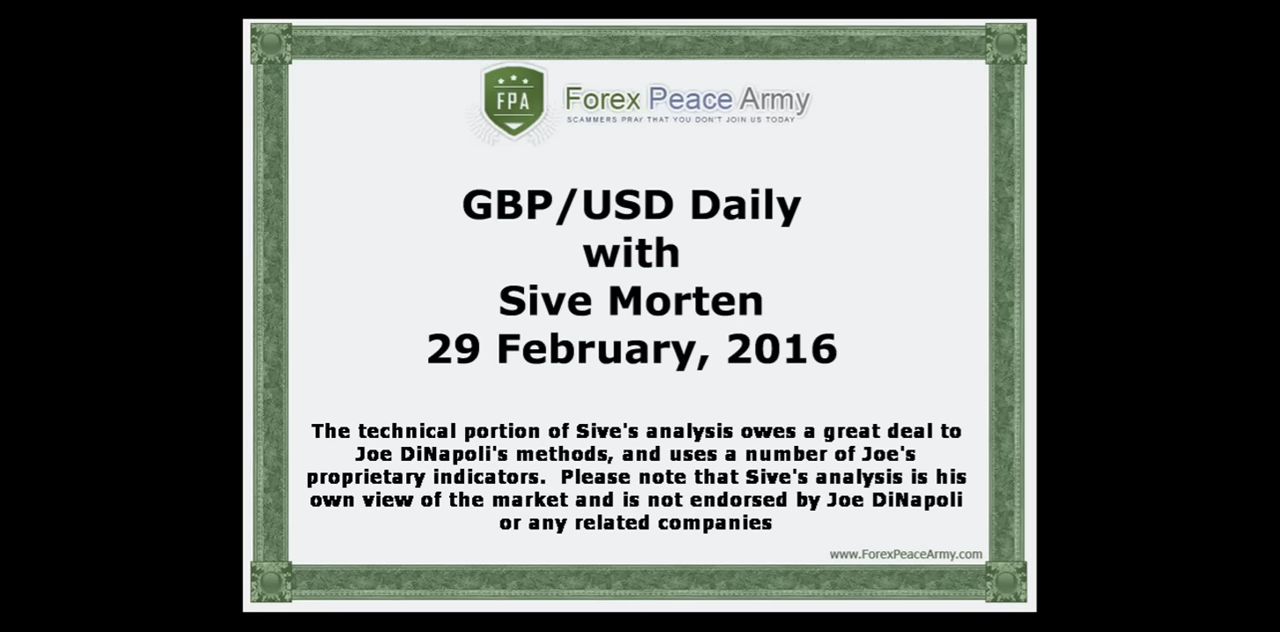 FPA
Forex Peace Army
SCAMMERS PRAY THAT YOU DON'T JOIN US TODAY
GBP/USD Daily
with
Sive Morten
29 February, 2016
The technical portion of Sive's analysis owes a great deal to
Joe DiNapoli's methods, and uses a number of Joe's
proprietary indicators.  Please note that Sive's analysis is his
own view of the market and is not endorsed by Joe DiNapoli
or any related companies
www.ForexPeaceArmy.com